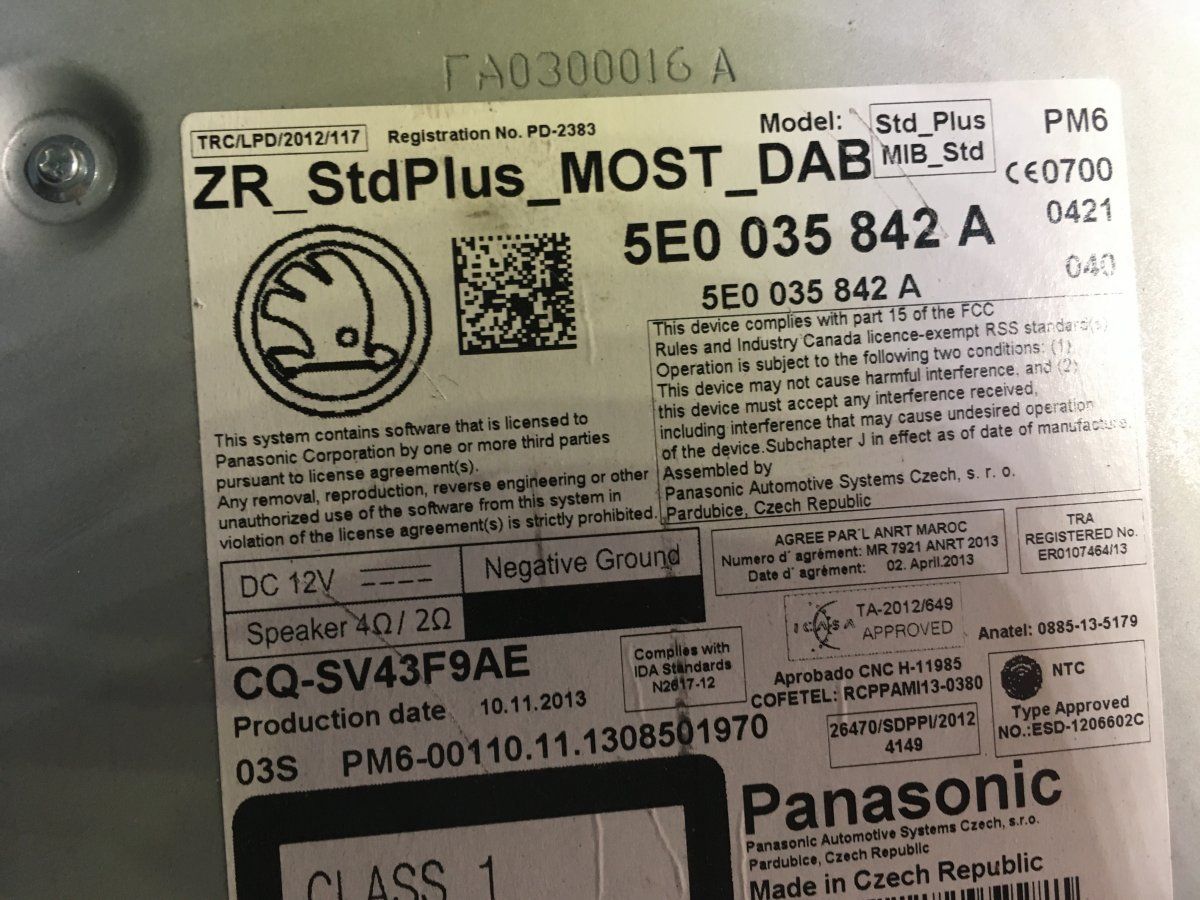 FA0300016 A
TRC/LPD/2012/117
Registration No. PD-2383
Model:
Std_Plus
MIB_Std
PM6
ZR_StdPlus_MOST_DAB
CE0700
0421
5E0 035 842 A
040
5E0 035 842 A
This device complies with part 15 of the FCC
Rules and Industry Canada licence-exempt RSS standard(s)
Operation is subject to the following two conditions: (1)
This device may not cause harmful interference, and (2)
this device must accept any interference received,
including interference that may cause undesired operation
of the device.Subchapter J in effect as of date of manufacture.
Assembled by
Panasonic Automotive Systems Czech, s. r. o.
Pardubice, Czech Republic
This system contains software that is licensed to
Panasonic Corporation by one or more third parties
pursuant to license agreement(s).
Any removal, reproduction, reverse engineering or other
unauthorized use of the software from this system in
violation of the license agreement(s) is strictly prohibited.
DC 12V
Negative Ground
Speaker 4Ω/ 2Ω
AGREE PAR´L ANRT MAROC
Numero d´ agrément: MR 7921 ANRT 2013
Date d´ agrément: 02. April.2013
TRA
REGISTERED No.
ER0107464/13
ICASA
TA-2012/649
APPROVED
Anatel: 0885-13-5179
CQ-SV43F9AE
Complies with
IDA Standards
N2617-12
Aprobado CNC H-11985
COFETEL: RCPPAMI13-0380
NTC
Type Approved
NO.:ESD-1206602C
Production date 10.11.2013
26470/SDPPI/2012
4149
03S PM6-00110.11.1308501970
Panasonic
Panasonic Automotive Systems Czech, s.r.o.
Pardubice, Czech Republic
Made in Czech Republic
CLASS 1